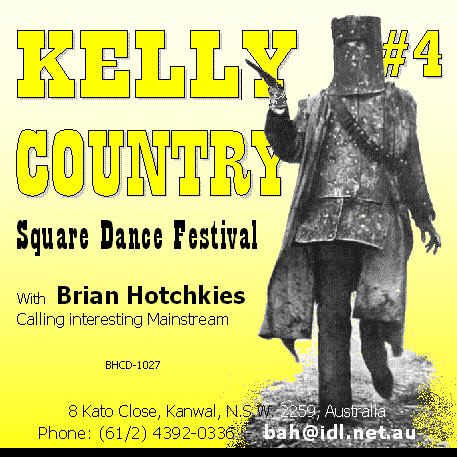 KELLY #4
COUNTRY
Square Dance Festival
With Brian Hotchkies
Calling interesting Mainstream
BHCD-1027
8 Kato Close, Kanwal, N.S.W. 2259, Australia
Phone: (61/2) 4392-0336 - bah@idl.net.au